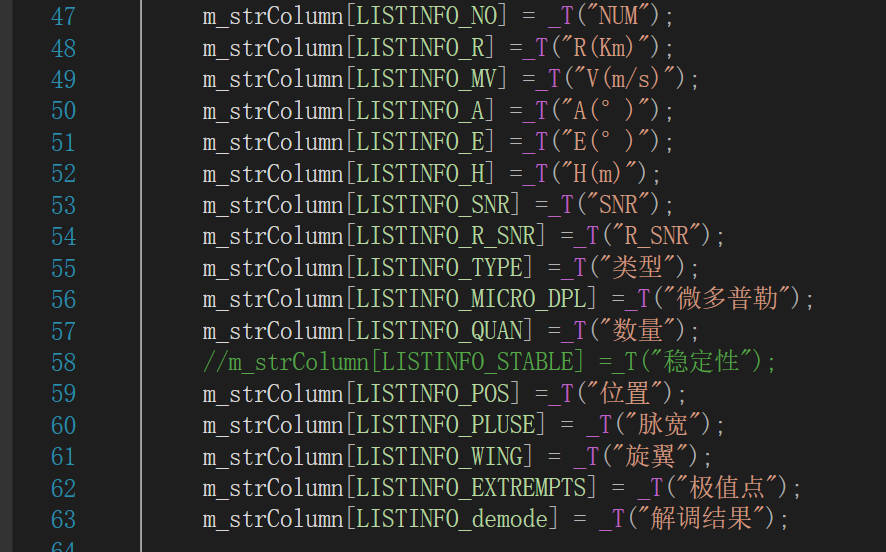 47 m_strColumn[LISTINFO_NO] = _T("NUM");
48 m_strColumn[LISTINFO_R] =_T("R(Km)");
49 m_strColumn[LISTINFO_MV] =_T("V(m/s)");
50 m_strColumn[LISTINFO_A] =_T("A(°)");
51 m_strColumn[LISTINFO_E] =_T("E(°)");
52 m_strColumn[LISTINFO_H] =_T("H(m)");
53 m_strColumn[LISTINFO_SNR] =_T("SNR");
54 m_strColumn[LISTINFO_R_SNR] =_T("R_SNR");
55 m_strColumn[LISTINFO_TYPE] =_T("类型");
56 m_strColumn[LISTINFO_MICRO_DPL] =_T("微多普勒");
57 m_strColumn[LISTINFO_QUAN] =_T("数量");
58 //m_strColumn[LISTINFO_STABLE] =_T("稳定性");
59 m_strColumn[LISTINFO_POS] =_T("位置");
60 m_strColumn[LISTINFO_PLUSE] = _T("脉宽");
61 m_strColumn[LISTINFO_WING] = _T("旋翼");
62 m_strColumn[LISTINFO_EXTREMPTS] = _T("极值点");
63 m_strColumn[LISTINFO_demode] = _T("解调结果");